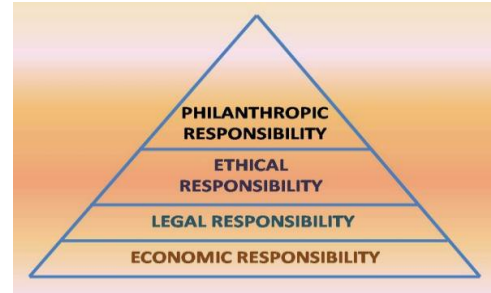 PHILANTHROPIC
RESPONSIBILITY
ETHICAL
RESPONSIBILITY
LEGAL RESPONSIBILITY
ECONOMIC RESPONSIBILITY